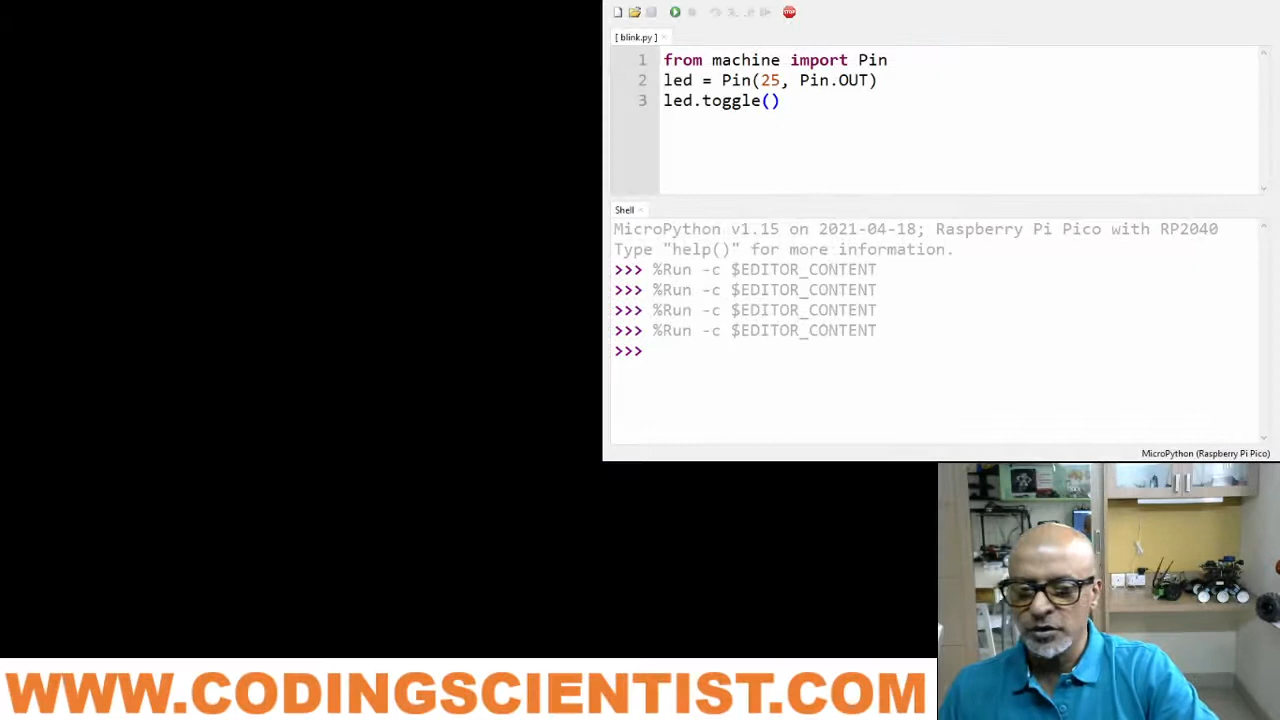 [ blink.py ]
1 from machine import Pin
2 led = Pin(25, Pin.OUT)
3 led.toggle()
Shell
MicroPython v1.15 on 2021-04-18; Raspberry Pi Pico with RP2040
Type "help()" for more information.
>>> %Run -c $EDITOR_CONTENT
>>> %Run -c $EDITOR_CONTENT
>>> %Run -c $EDITOR_CONTENT
>>> %Run -c $EDITOR_CONTENT
>>>
MicroPython (Raspberry Pi Pico)
WWW.CODINGSCIENTIST.COM